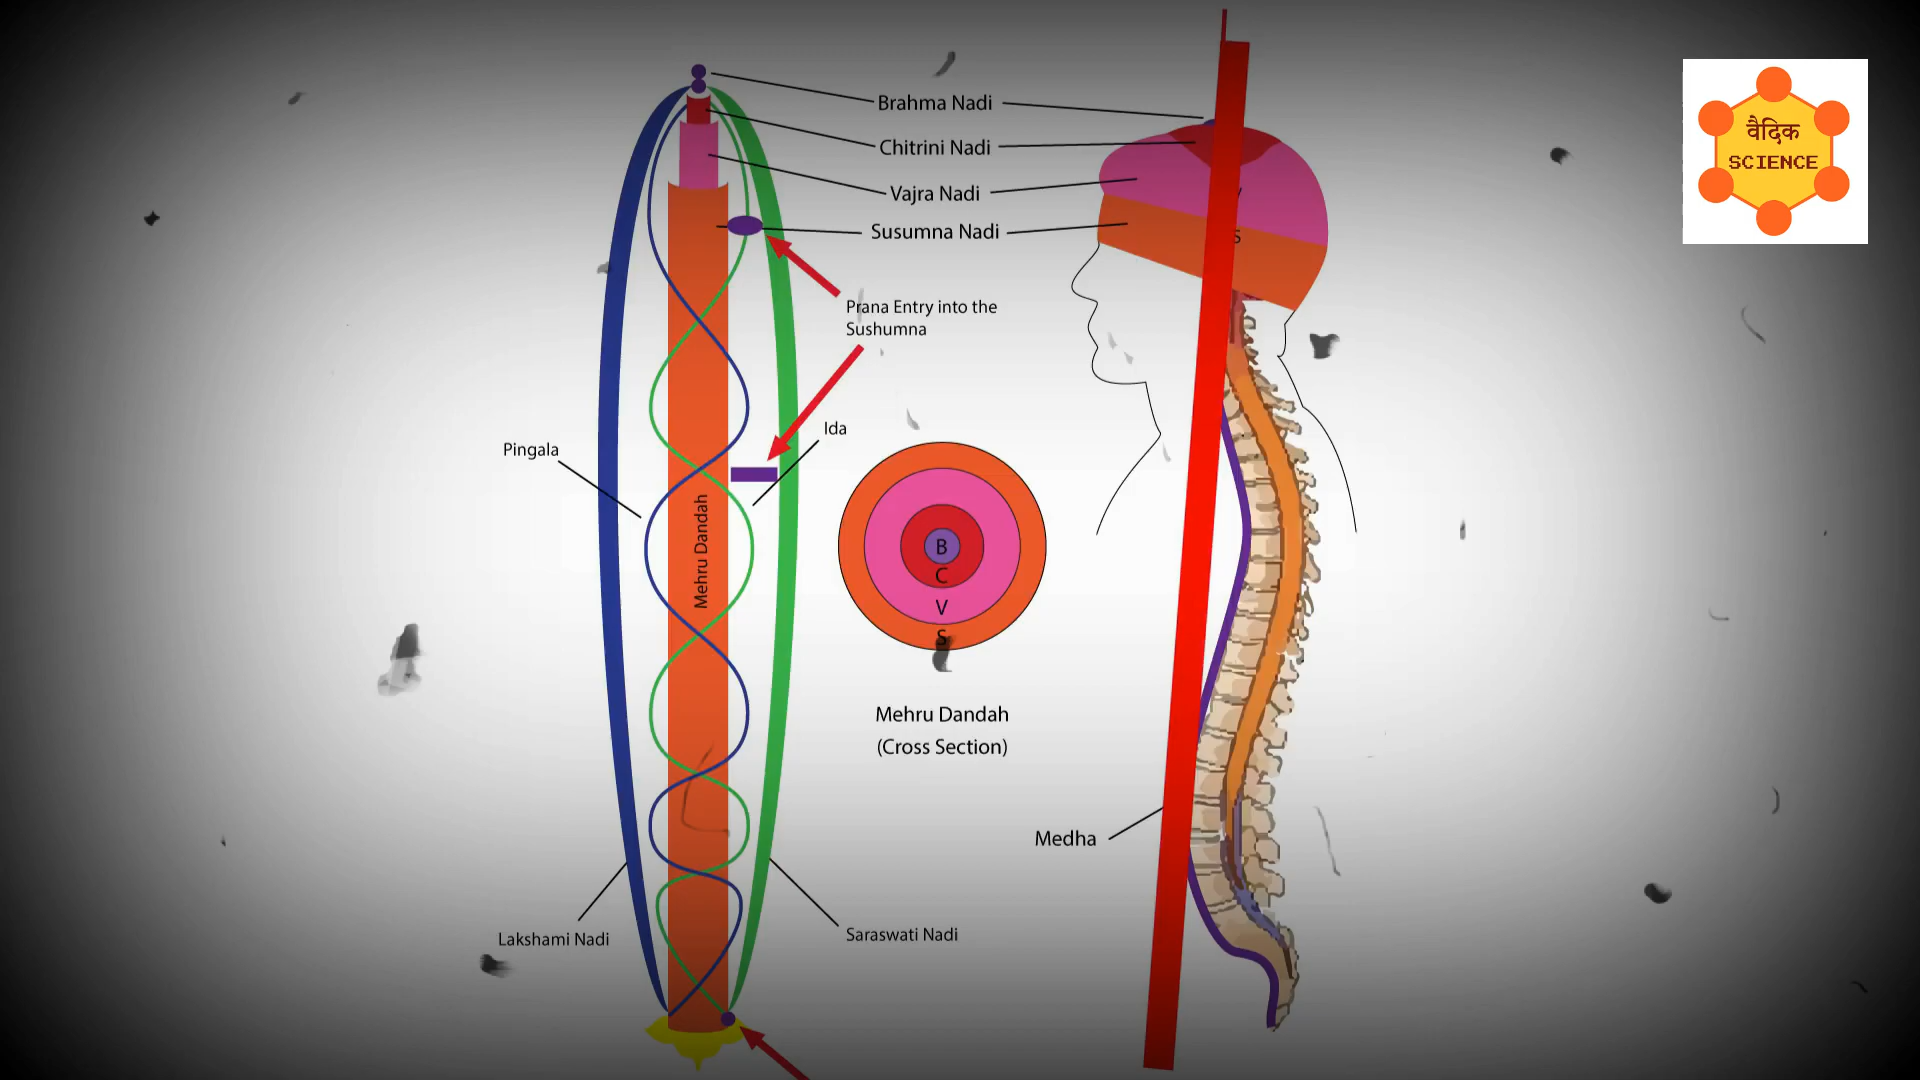 Brahma Nadi
Chitrini Nadi
Vajra Nadi
Susumna Nadi
Prana Entry into the
Sushumna
Pingala
Ida
Mehru Dandah
B
C
V
S
Mehru Dandah
(Cross Section)
Medha
Lakshami Nadi
Saraswati Nadi
S
वैदिक
SCIENCE